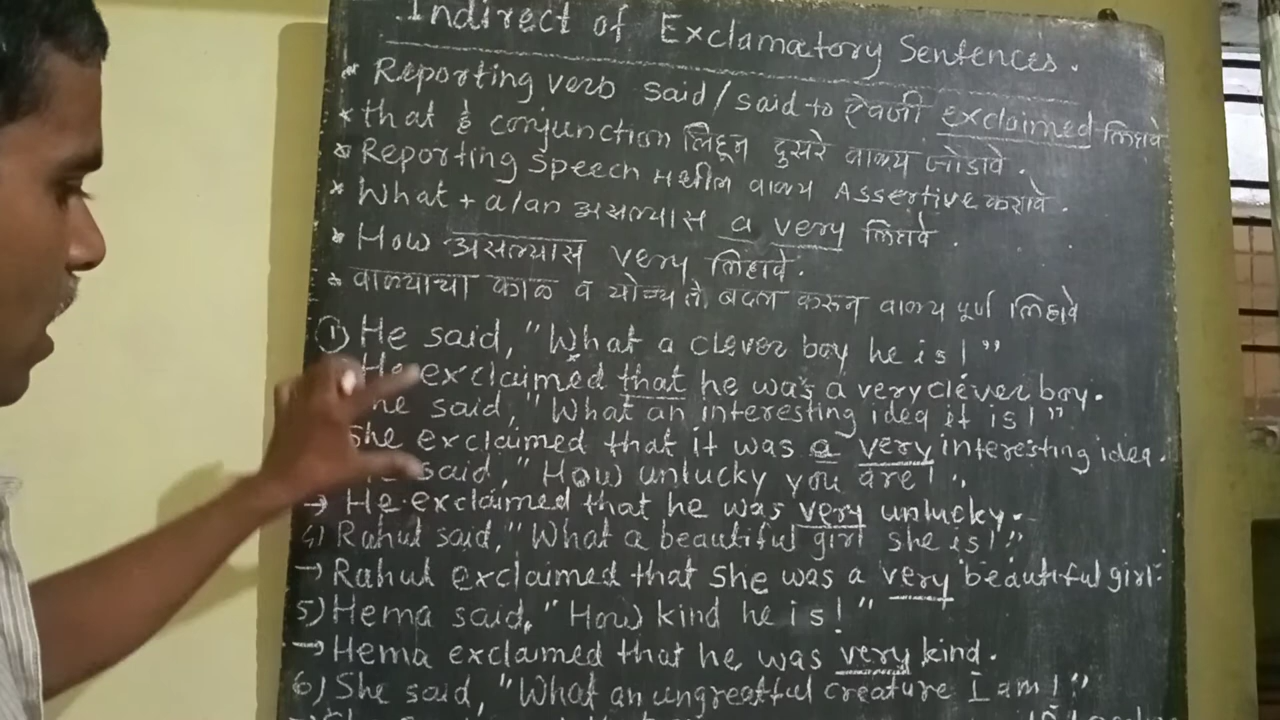 Indirect of Exclamatory Sentences.
* Reporting verb said/said to ऐवजी exclaimed लिहावे
* that हे conjunction लिहून दुसरे वाक्य जोडावे.
* Reporting Speech मधील वाक्य Assertive करावे.
* What + a/an असल्यास a very लिहावे.
* How असल्यास very लिहावे.
* वाक्याचा काळ व योग्य ते बदल करून वाक्य पूर्ण लिहावे
① He said, "What a clever boy he is!"
He exclaimed that he was a very clever boy.
said, "What an interesting idea it is!"
She exclaimed that it was a very interesting idea.
said, "How unlucky you are!"
→ He exclaimed that he was very unlucky.
4) Rahul said, "What a beautiful girl she is!"
→ Rahul exclaimed that she was a very beautiful girl.
5) Hema said, "How kind he is!"
→ Hema exclaimed that he was very kind.
6) She said, "What an ungreatful creature I am!"